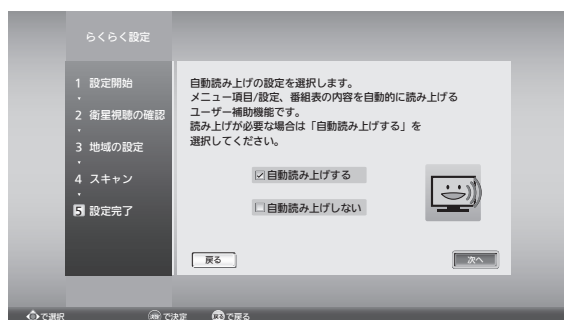 らくらく設定
1 設定開始
2 衛星視聴の確認
3 地域の設定
4 スキャン
5 設定完了
自動読み上げの設定を選択します。
メニュー項目/設定、番組表の内容を自動的に読み上げる
ユーザー補助機能です。
読み上げが必要な場合は「自動読み上げする」を
選択してください。
自動読み上げする
自動読み上げしない
戻る
次へ
で選択 決定 で決定 戻る で戻る